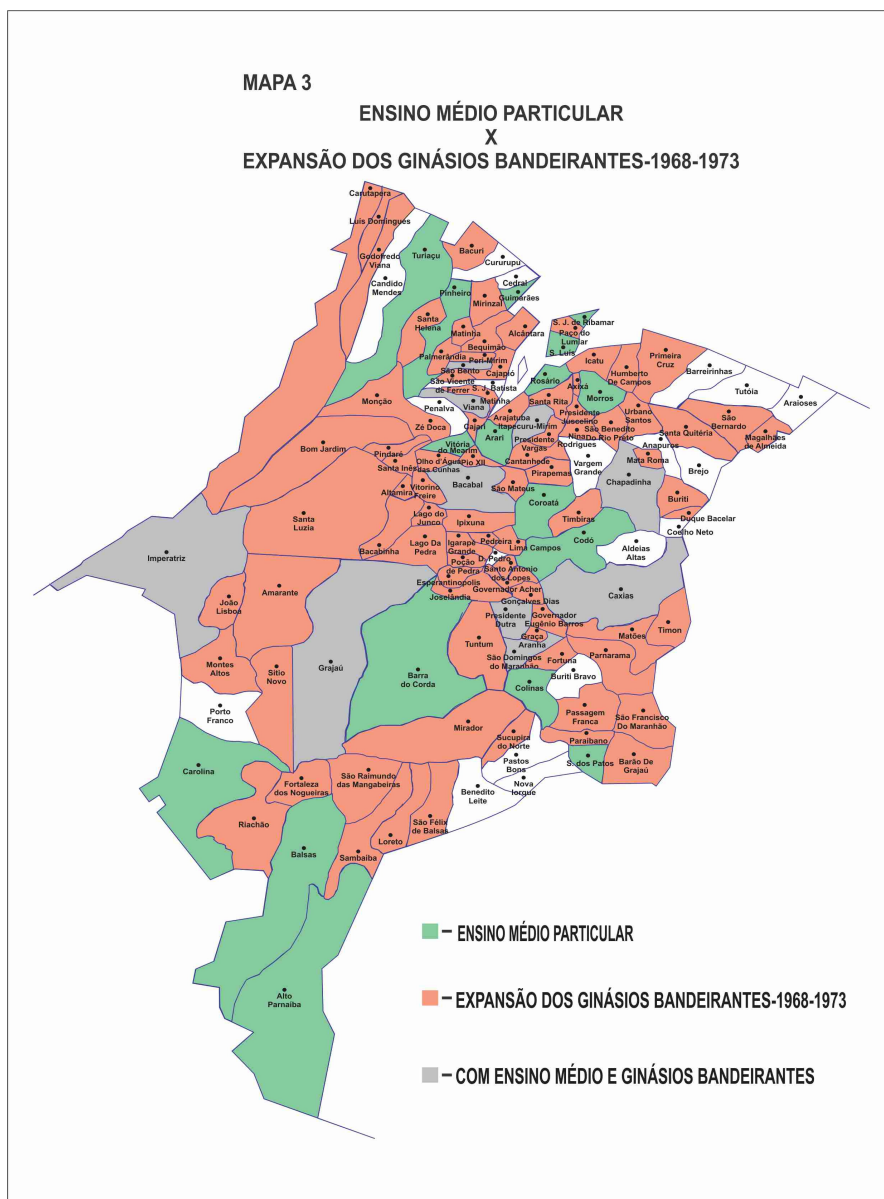 MAPA 3
ENSINO MÉDIO PARTICULAR
X
EXPANSÃO DOS GINÁSIOS BANDEIRANTES-1968-1973
Carutapera
Luis Domingues
Godofredo
Viana
Candido
Mendes
Turiaçu
Bacuri
Cururupu
Cedral
Guimarães
Pinheiro
Mirinzal
Santa
Helena
Matinha
Bequimão
Alcântara
S. J. de Ribamar
Paço do
Lumiar
S. Luis
Palmerândia
Peri-Mirim
São Bento
Cajapió
São Vicente
de Ferrer
S. J. Batista
Matinha
Rosário
Icatu
Axixá
Humberto
De Campos
Primeira
Cruz
Barreirinhas
Tutóia
Araioses
Morros
Monção
Penalva
Viana
Santa Rita
Presidente
Juscelino
Urbano
Santos
São
Bernardo
Zé Doca
Cajari
Arajatuba
Itapecuru-Mirim
São Benedito
Do Rio Preto
Nina
Rodrigues
Santa Quitéria
Magalhães
de Almeida
Bom Jardim
Vitória
do Mearim
Arari
Presidente
Vargas
Anapurus
Pindaré
Olho d'Água
das Cunhas
Pio XII
Cantanhede
Pirapemas
Vargem
Grande
Mata Roma
Brejo
Santa Inês
Bacabal
Chapadinha
Altamira
Vitorino
Freire
São Mateus
Coroatá
Buriti
Santa
Luzia
Lago do
Junco
Ipixuna
Timbiras
Duque Bacelar
Coelho Neto
Imperatriz
Bacabinha
Lago Da
Pedra
Igarapé
Grande
Pedreira
Lima Campos
Codó
Aldeias
Altas
D. Pedro
Poção
de Pedra
Santo Antonio
dos Lopes
Esperantinopolis
Joselândia
Governador Acher
Caxias
João
Lisboa
Amarante
Gonçalves Dias
Presidente
Dutra
Governador
Eugênio Barros
Graça
Aranha
Matões
Timon
Montes
Altos
Sítio
Novo
Grajaú
Barra
do Corda
Tuntum
São Domingos
do Maranhão
Fortuna
Parnarama
Buriti Bravo
Colinas
Porto
Franco
Passagem
Franca
São Francisco
Do Maranhão
Mirador
Sucupira
do Norte
Paraibano
Pastos
Bons
S. dos Patos
Barão De
Grajaú
Carolina
Fortaleza
dos Nogueiras
São Raimundo
das Mangabeiras
Benedito
Leite
Nova
Iorque
Riachão
São Félix
de Balsas
Loreto
Balsas
Sambaiba
Alto
Parnaiba
– ENSINO MÉDIO PARTICULAR
– EXPANSÃO DOS GINÁSIOS BANDEIRANTES-1968-1973
– COM ENSINO MÉDIO E GINÁSIOS BANDEIRANTES